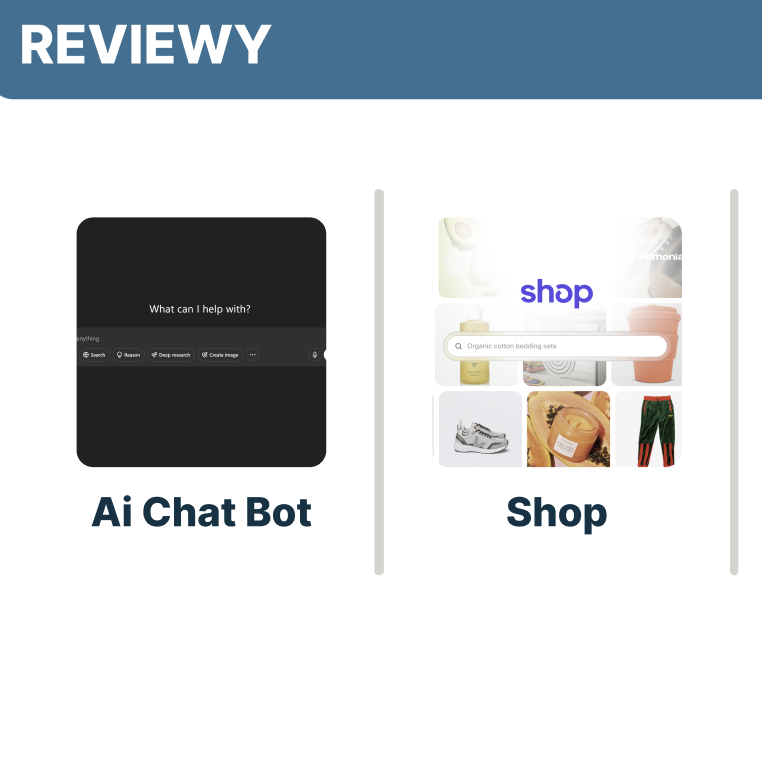 REVIEWY
What can I help with?
anything
Search
Reason
Deep research
Create image
shop
Organic cotton bedding sets
Ai Chat Bot
Shop